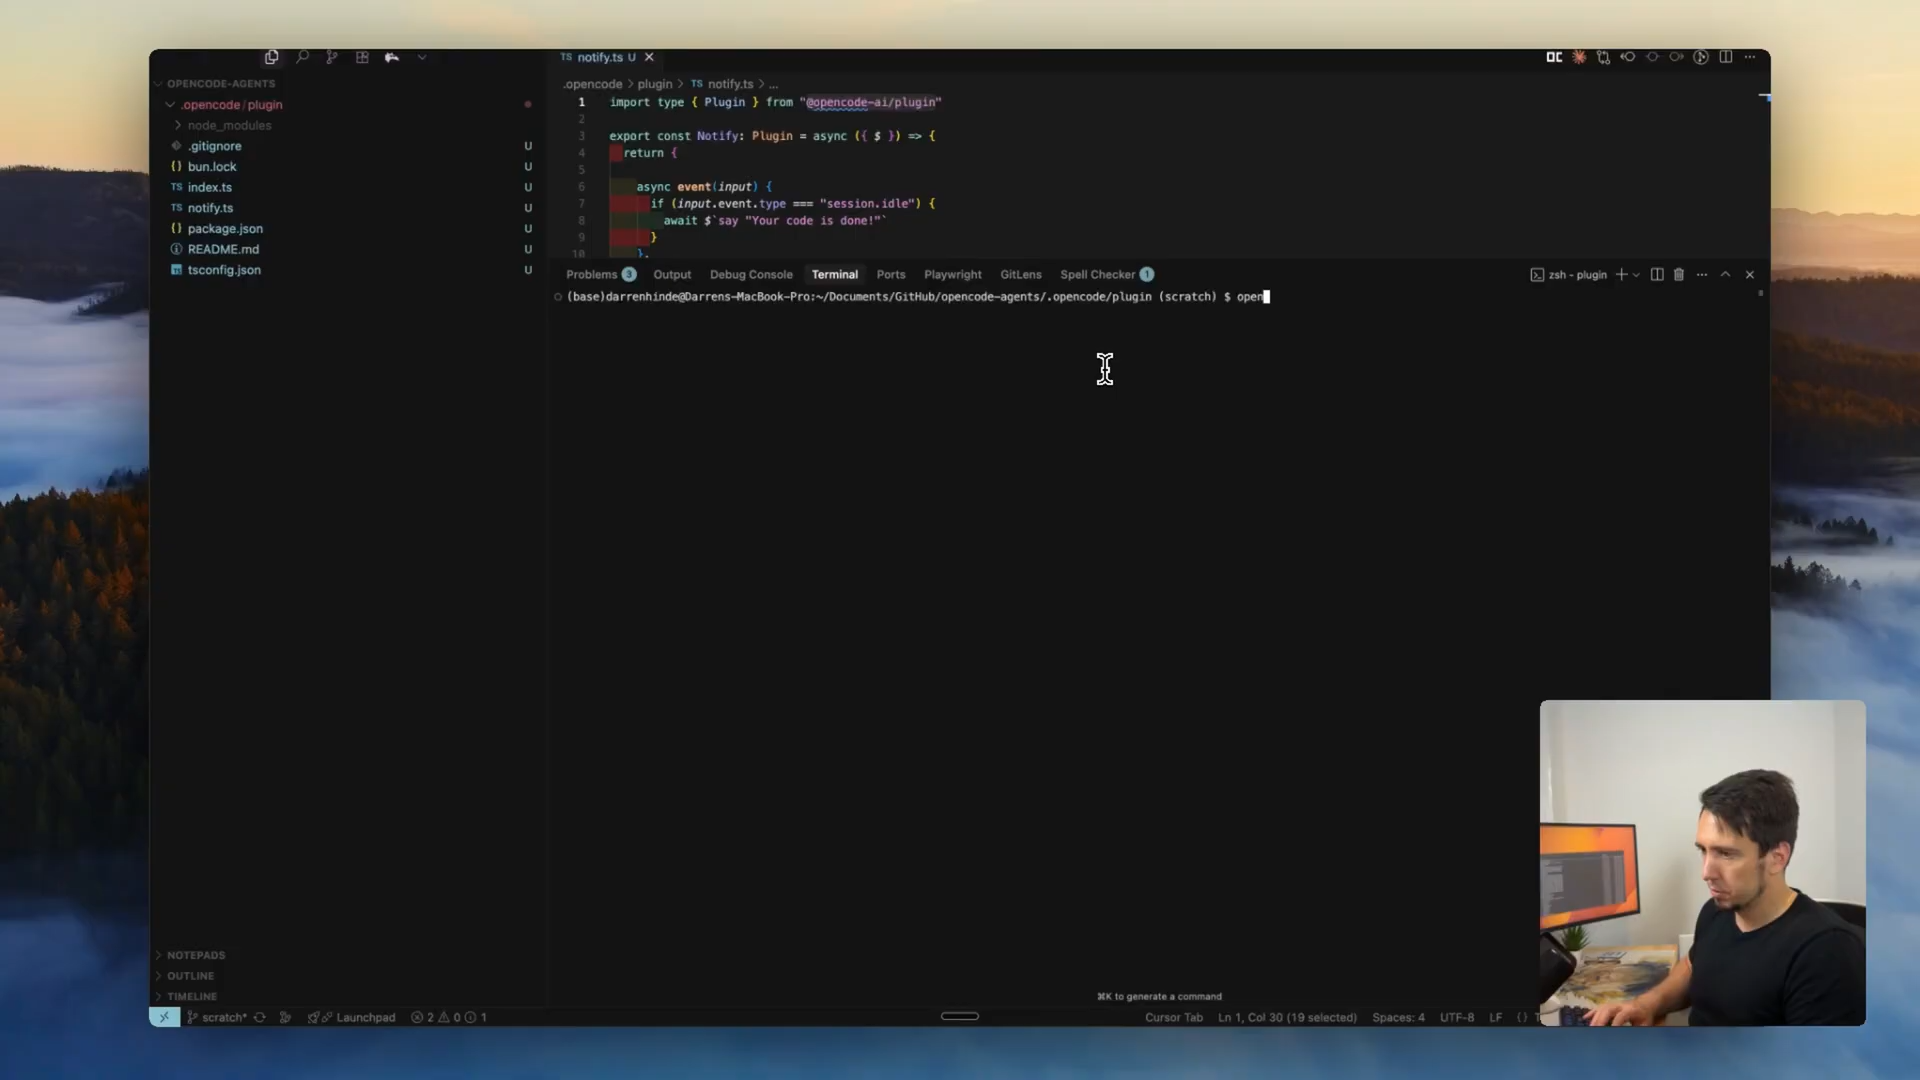 TS notify.ts U
OPENCODE-AGENTS
.opencode / plugin
node_modules
.gitignore U
bun.lock U
TS index.ts U
TS notify.ts U
package.json U
README.md U
tsconfig.json U
NOTEPADS
OUTLINE
TIMELINE
.opencode > plugin > TS notify.ts > ...
1 import type { Plugin } from "@opencode-ai/plugin"
2
3 export const Notify: Plugin = async ({ $ }) => {
4 return {
5
6 async event(input) {
7 if (input.event.type === "session.idle") {
8 await $`say "Your code is done!"`
9 }
10 },
Problems 3 Output Debug Console Terminal Ports Playwright GitLens Spell Checker 1 zsh - plugin
(base)darrenhinde@Darrens-MacBook-Pro:~/Documents/GitHub/opencode-agents/.opencode/plugin (scratch) $ open
⌘K to generate a command
scratch* Launchpad 2 0 1 Cursor Tab Ln 1, Col 30 (19 selected) Spaces: 4 UTF-8 LF {}